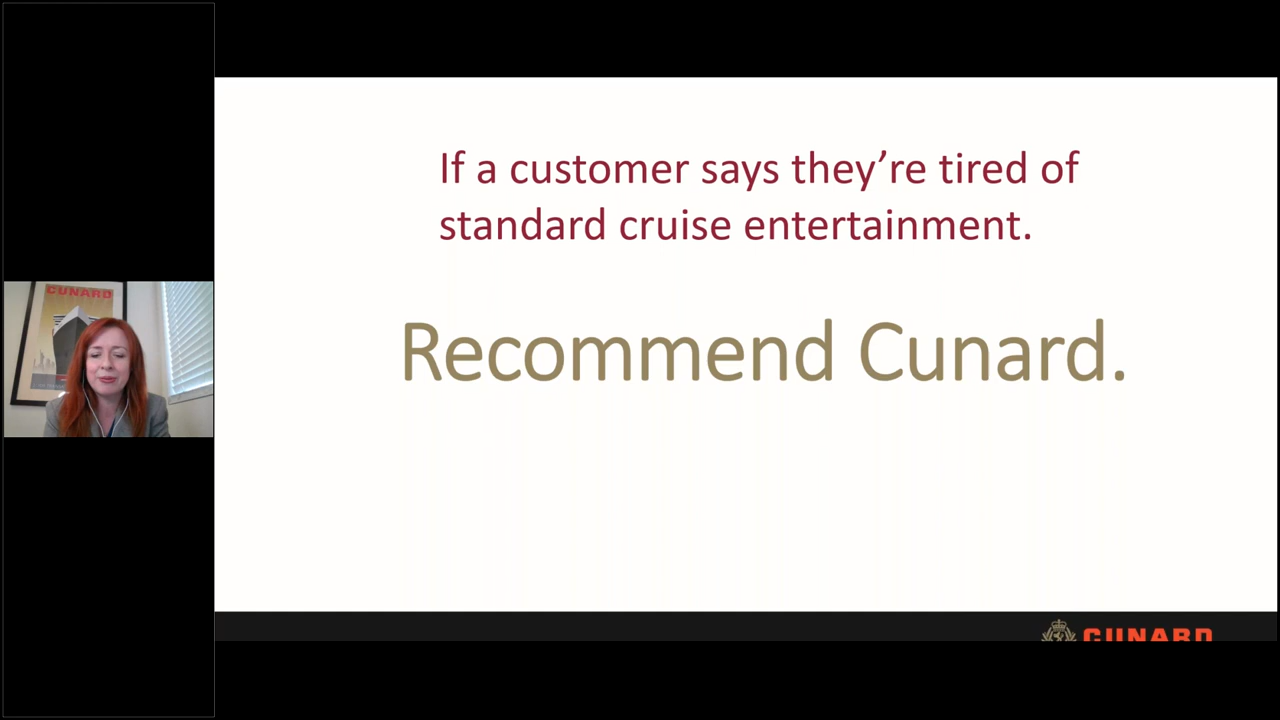 If a customer says they’re tired of
standard cruise entertainment.
Recommend Cunard.
CUNARD
CUNARD